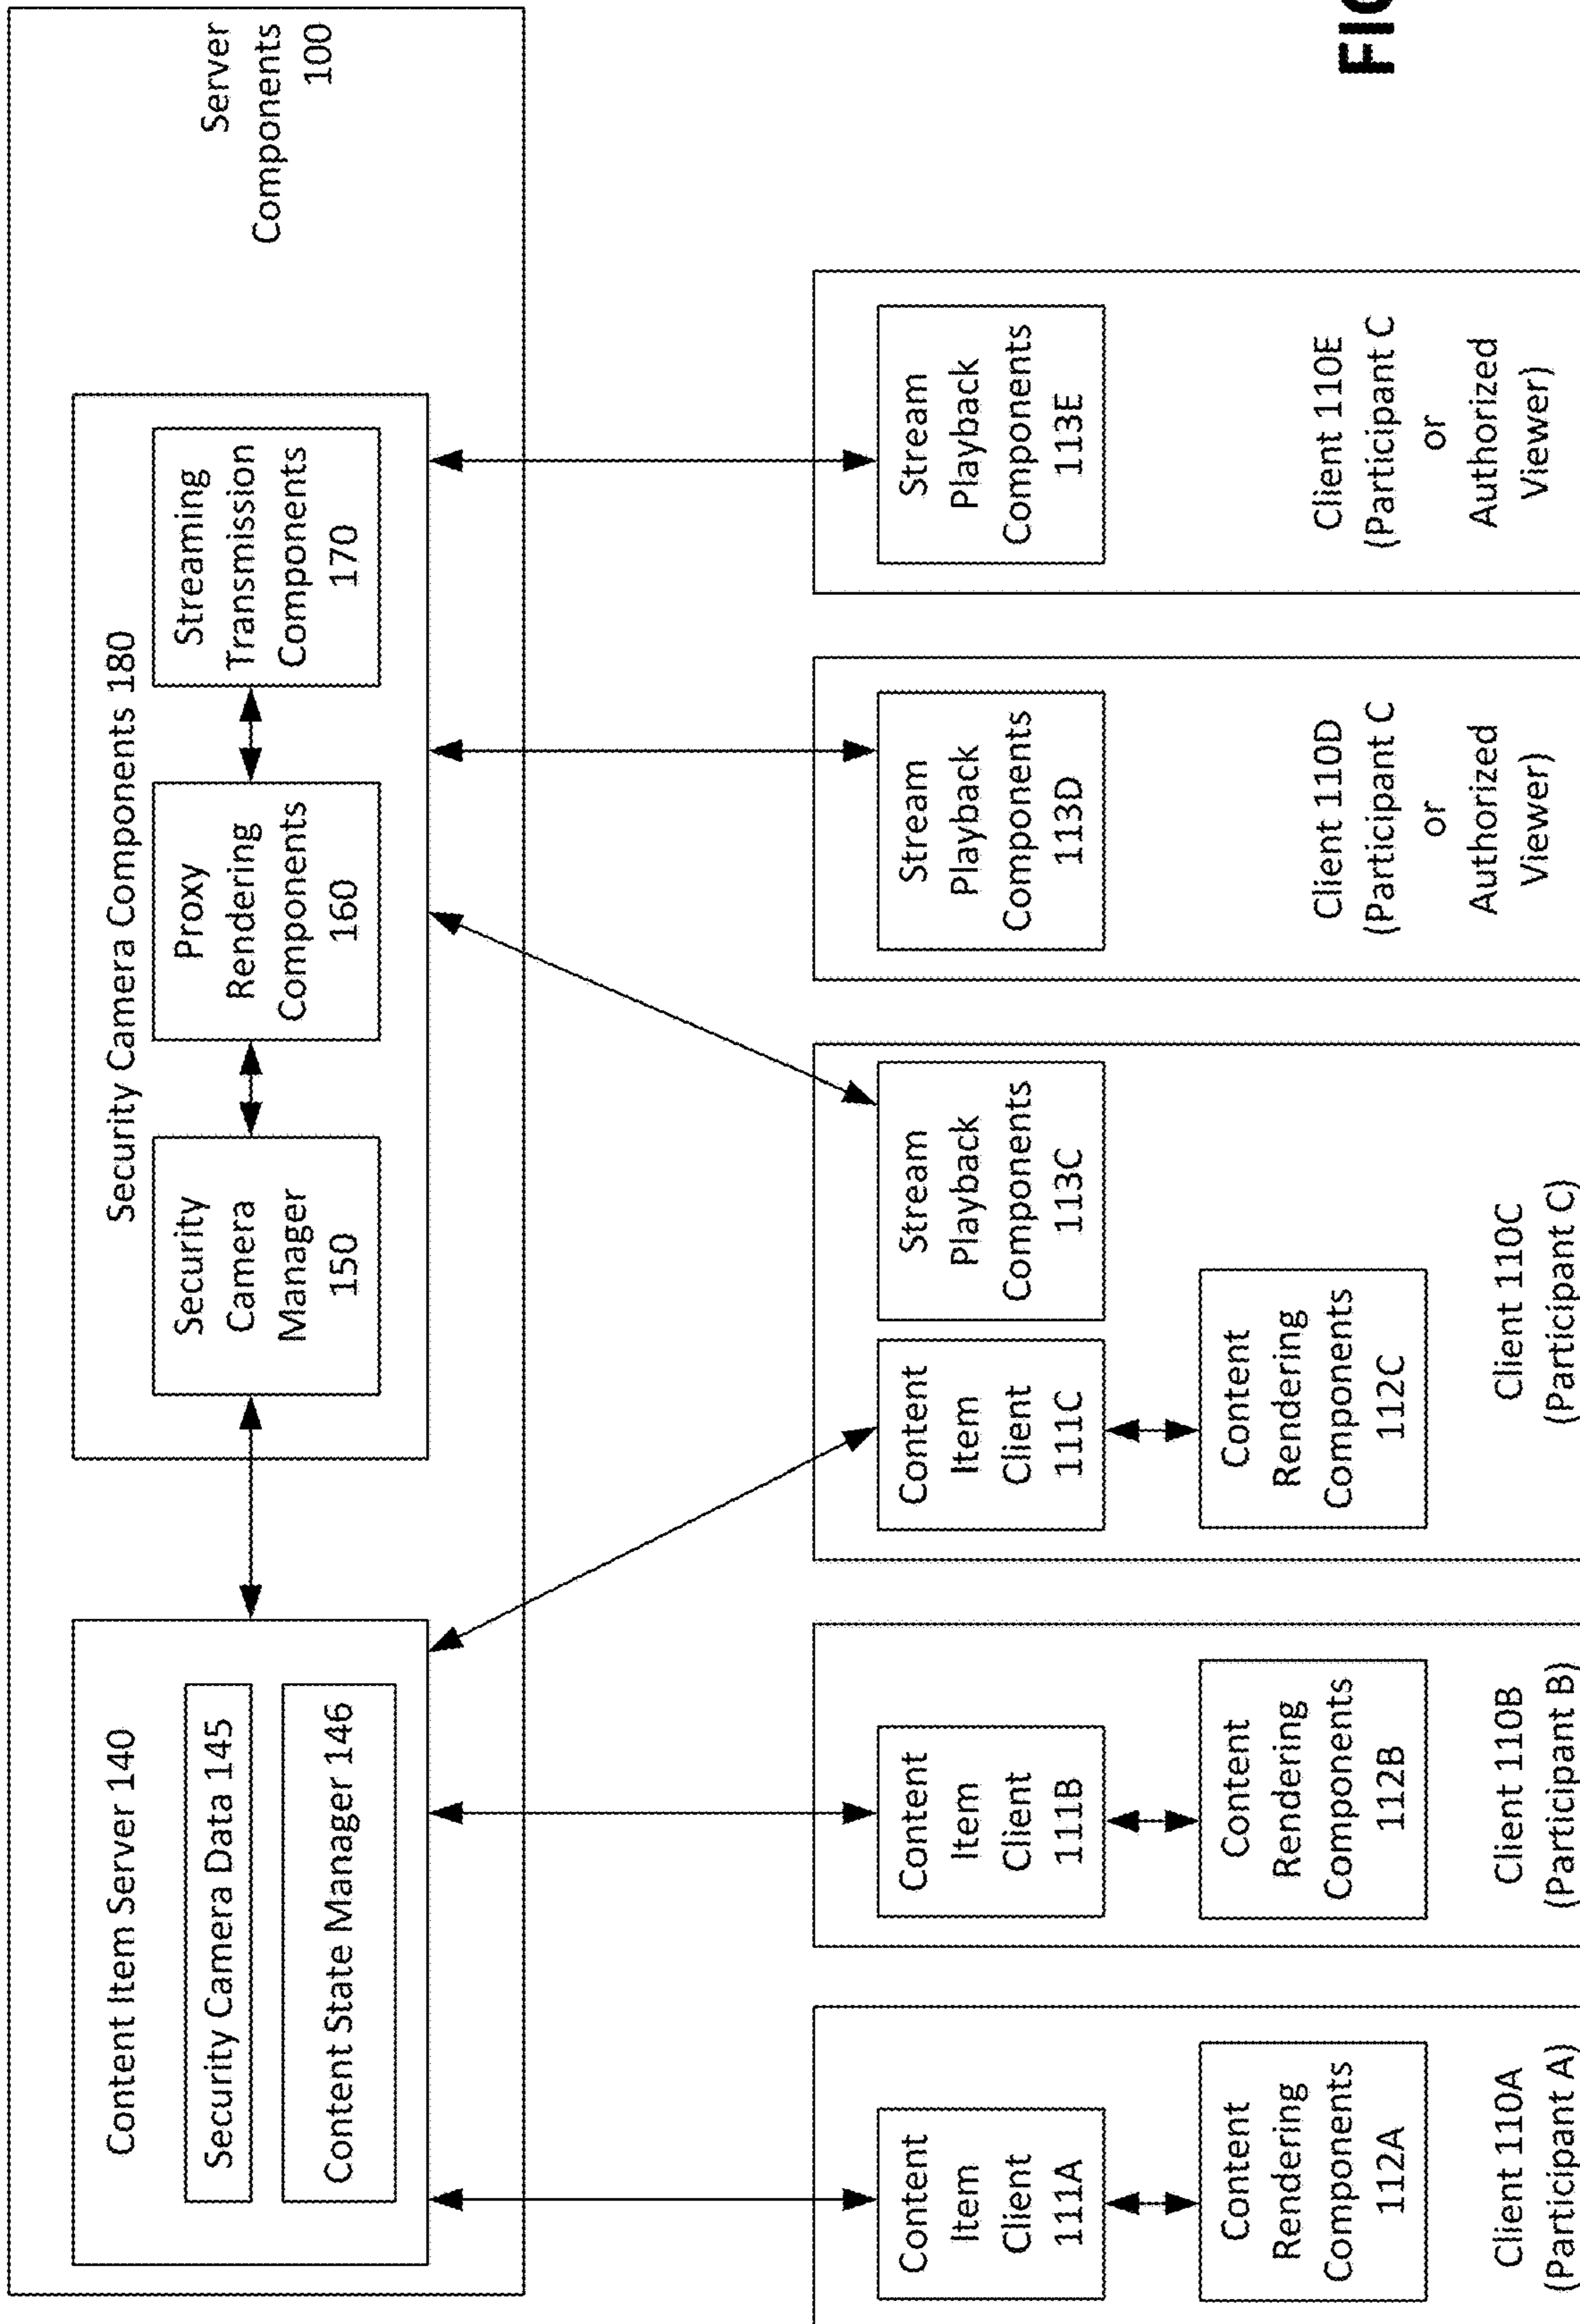 Server
Components
100
Content Item Server 140
Security Camera Data 145
Content State Manager 146
Security Camera Components 180
Security
Camera
Manager
150
Proxy
Rendering
Components
160
Streaming
Transmission
Components
170
Content
Item
Client
111A
Content
Rendering
Components
112A
Client 110A
(Participant A)
Content
Item
Client
111B
Content
Rendering
Components
112B
Client 110B
(Participant B)
Content
Item
Client
111C
Stream
Playback
Components
113C
Content
Rendering
Components
112C
Client 110C
(Participant C)
Stream
Playback
Components
113D
Client 110D
(Participant C
or
Authorized
Viewer)
Stream
Playback
Components
113E
Client 110E
(Participant C
or
Authorized
Viewer)